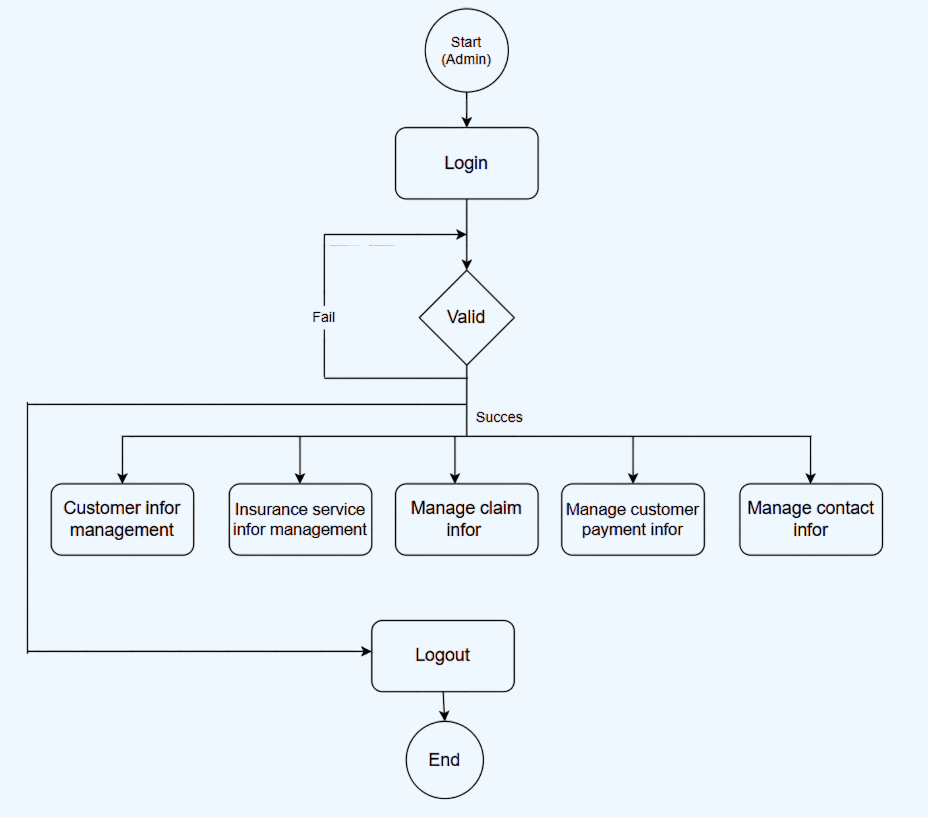 Start
(Admin)
Login
Valid
Fail
Succes
Customer infor
management
Insurance service
infor management
Manage claim
infor
Manage customer
payment infor
Manage contact
infor
Logout
End